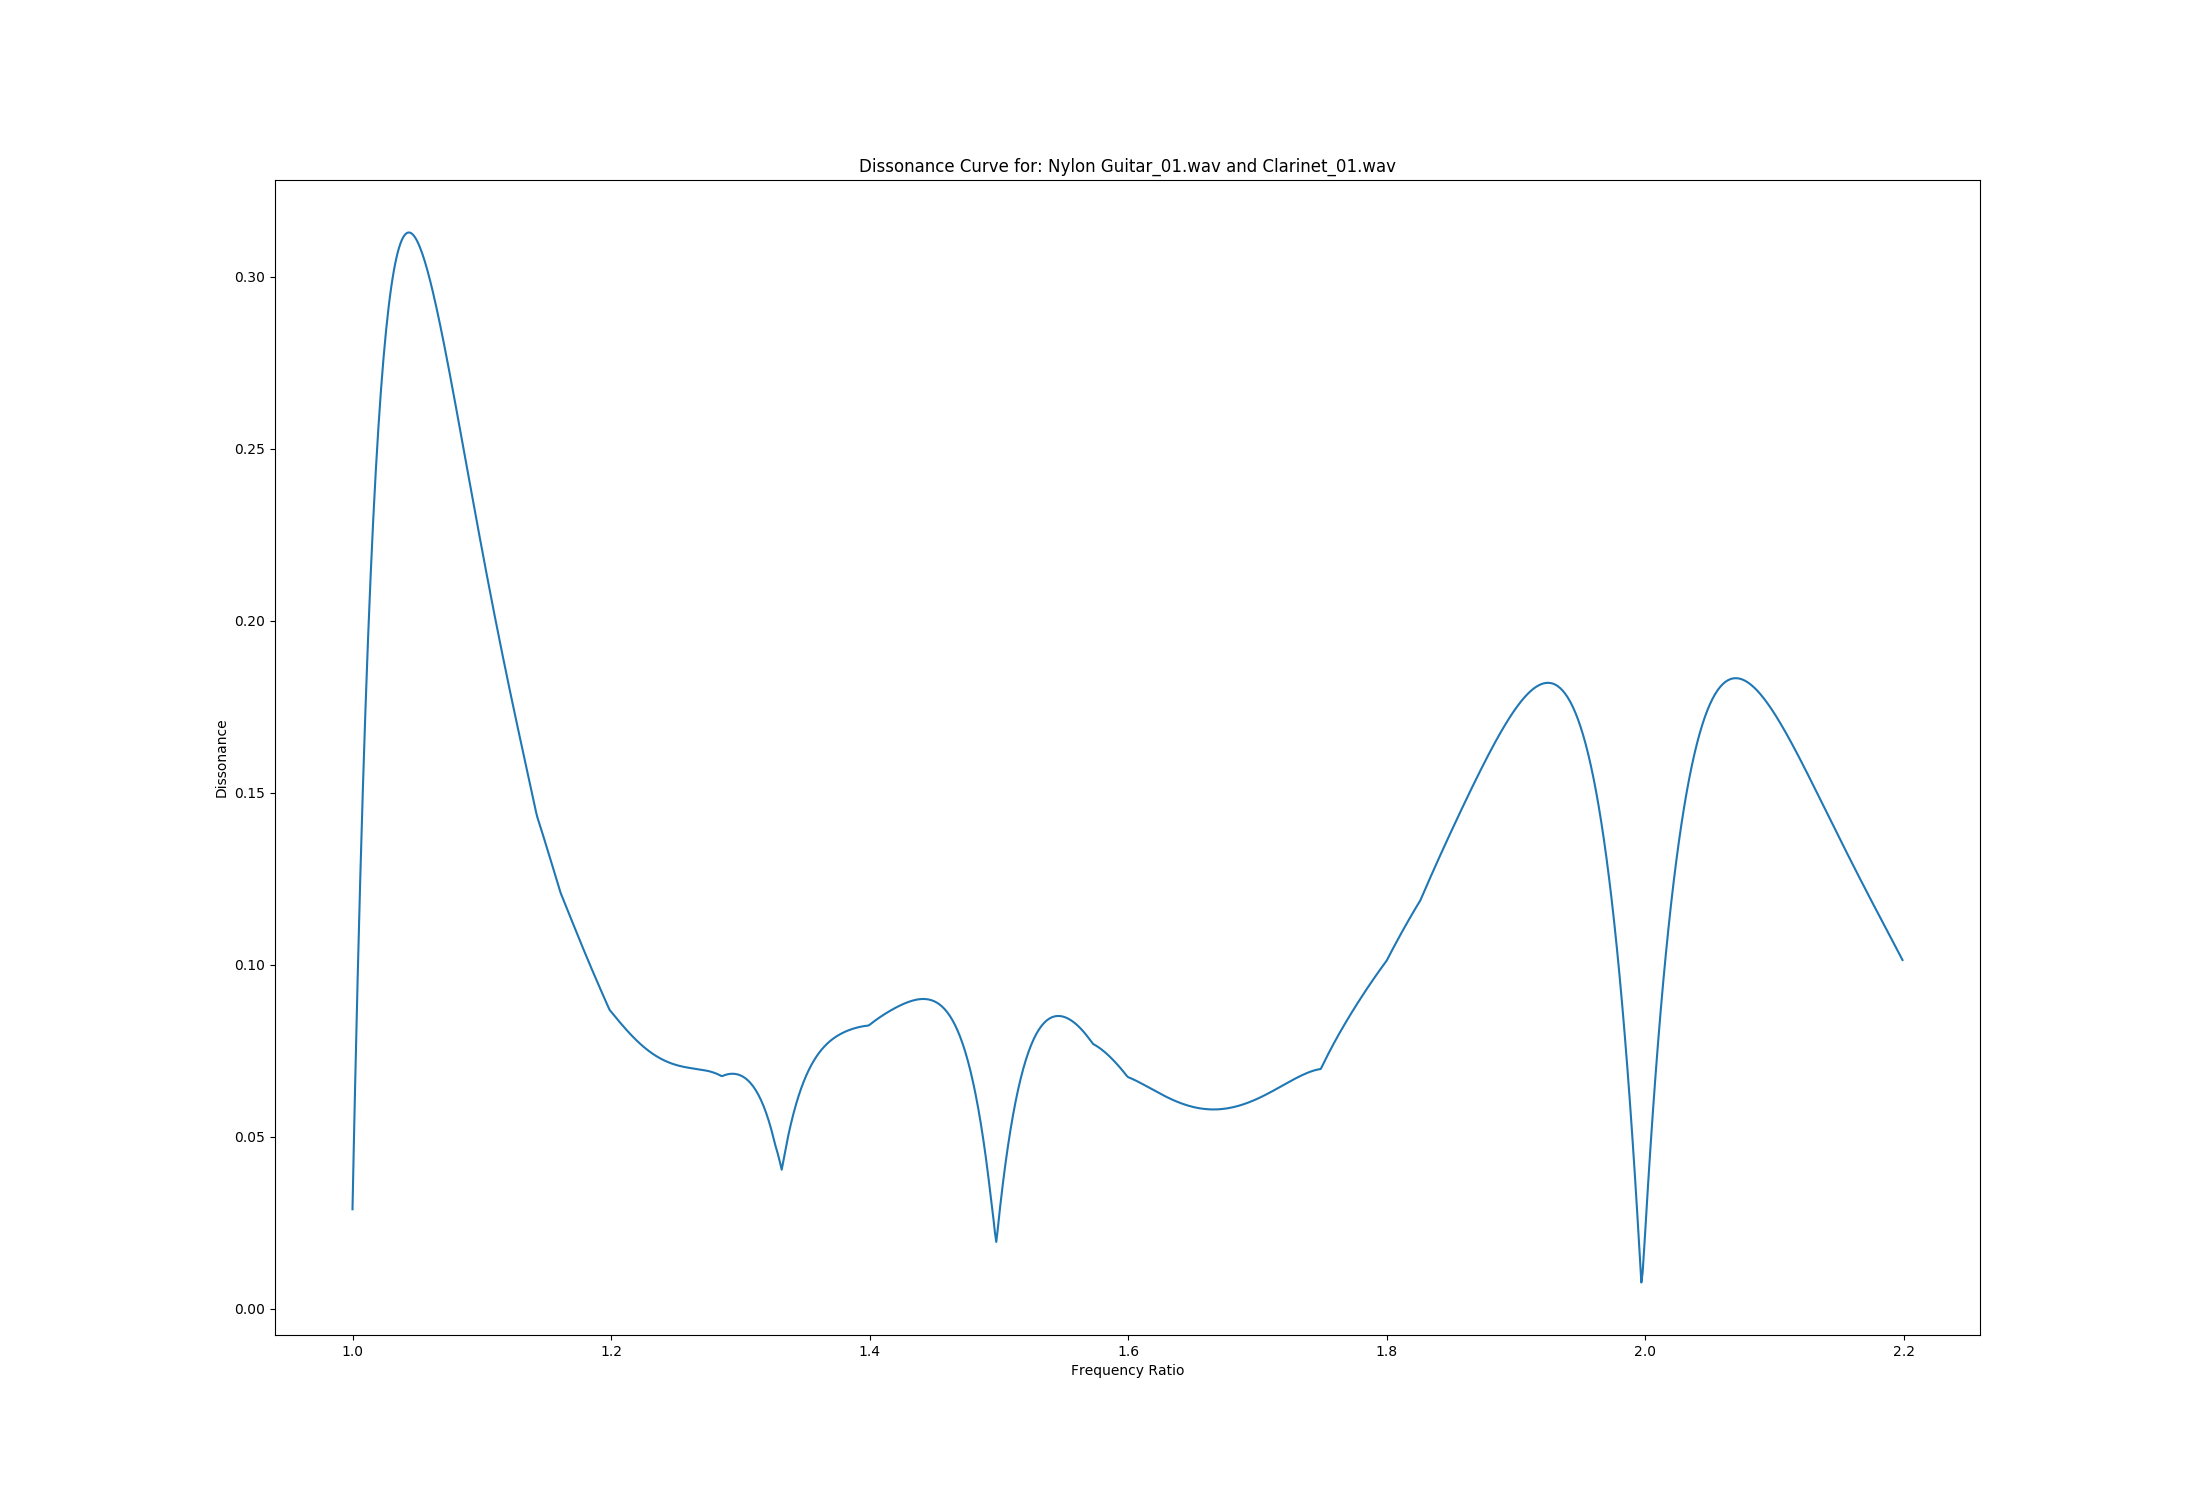 Dissonance Curve for: Nylon Guitar_01.wav and Clarinet_01.wav
0.30
0.25
0.20
0.15
0.10
0.05
0.00
Dissonance
1.0 1.2 1.4 1.6 1.8 2.0 2.2
Frequency Ratio